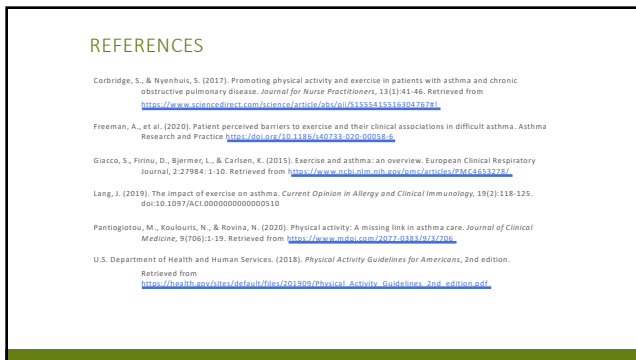 REFERENCES
Corbridge, S., & Nyenhuis, S. (2017). Promoting physical activity and exercise in patients with asthma and chronic
obstructive pulmonary disease. Journal for Nurse Practitioners, 13(1):41-46. Retrieved from
https://www.sciencedirect.com/science/article/abs/pii/S1555415516304767#!
Freeman, A., et al. (2020). Patient perceived barriers to exercise and their clinical associations in difficult asthma. Asthma
Research and Practice https:/doi.org/10.1186/s40733-020-00058-6
Giacco, S., Firinu, D., Bjermer, L., & Carlsen, K. (2015). Exercise and asthma: an overview. European Clinical Respiratory
Journal, 2:27984: 1-10. Retrieved from https://www.ncbi.nlm.nih.gov/pmc/articles/PMC4653278/
Lang, J. (2019). The impact of exercise on asthma. Current Opinion in Allergy and Clinical Immunology, 19(2):118-125.
doi:10.1097/ACI.0000000000000510
Pantiogiotou, M., Koulouris, N., & Rovina, N. (2020). Physical activity: A missing link in asthma care. Journal of Clinical
Medicine, 9(706):1-19. Retrieved from https://www.mdpi.com/2077-0383/9/3/706
U.S. Department of Health and Human Services. (2018). Physical Activity Guidelines for Americans, 2nd edition.
Retrieved from
https://health.gov/sites/default/files/201909/Physical_Activity_Guidelines_2nd_edition.pdf